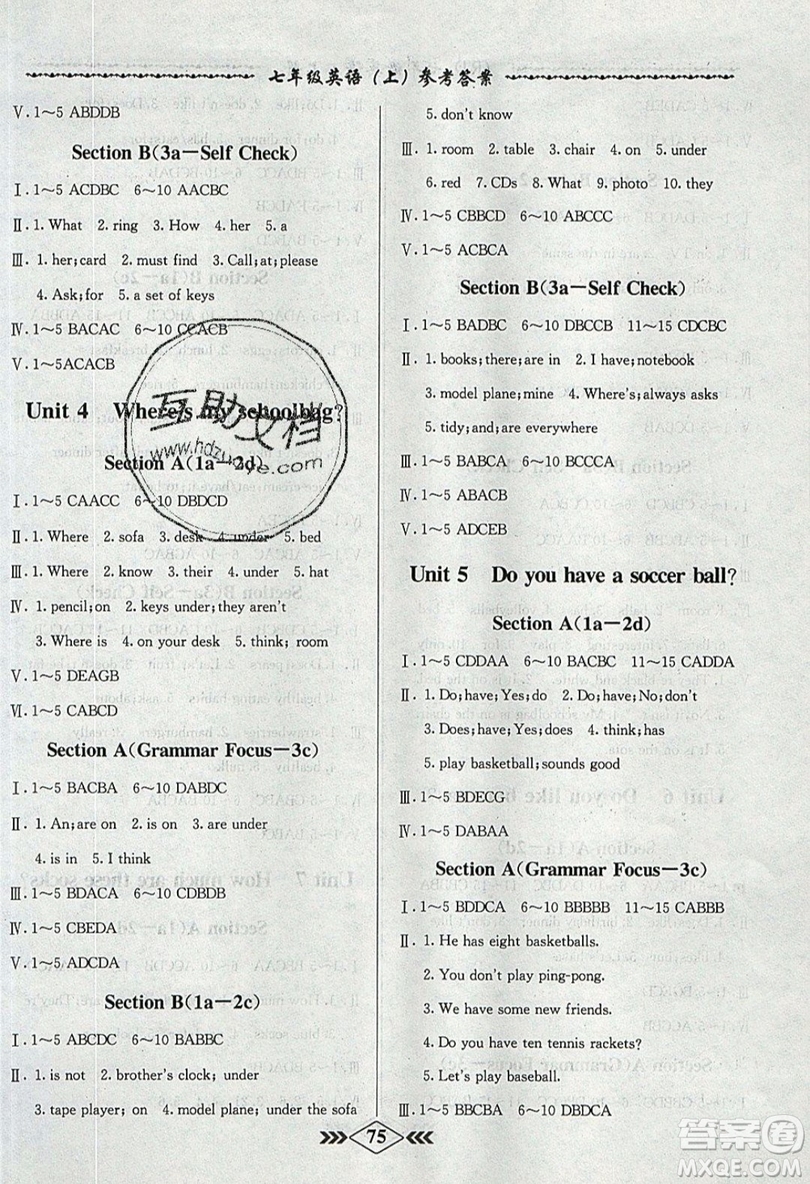 七年级英语(上)参考答案
Ⅴ. 1～5 ABDDB
Section B(3a—Self Check)
Ⅰ. 1～5 ACDBC 6～10 AACBC
Ⅱ. 1. What 2. ring 3. How 4. her 5. a
Ⅲ. 1. her;card 2. must find 3. Call;at;please
4. Ask;for 5. a set of keys
Ⅳ. 1～5 BACAC 6～10 CCACB
Ⅴ. 1～5ACACB
Unit 4 Where's my schoolbag?
Section A(1a—2d)
Ⅰ. 1～5 CAACC 6～10 DBDCD
Ⅱ. 1. Where 2. sofa 3. desk 4. under 5. bed
Ⅲ. 1. Where 2. know 3. their 4. under 5. hat
Ⅳ. 1. pencil;on 2. keys under; they aren't
3. Where is 4. on your desk 5. think; room
Ⅴ. 1～5 DEAGB
Ⅵ. 1～5 CABCD
Section A(Grammar Focus—3c)
Ⅰ. 1～5 BACBA 6～10 DABDC
Ⅱ. 1. An;are on 2. is on 3. are under
4. is in 5. I think
Ⅲ. 1～5 BDACA 6～10 CDBDB
Ⅳ. 1～5 CBEDA
Ⅴ. 1～5 ADCDA
Section B(1a—2c)
Ⅰ. 1～5 ABCDC 6～10 BABBC
Ⅱ. 1. is not 2. brother's clock; under
3. tape player; on 4. model plane; under the sofa
5. don't know
Ⅲ. 1. room 2. table 3. chair 4. on 5. under
6. red 7. CDs 8. What 9. photo 10. they
Ⅳ. 1～5 CBBCD 6～10 ABCCC
Ⅴ. 1～5 ACBCA
Section B(3a—Self Check)
Ⅰ. 1～5 BADBC 6～10 DBCCB 11～15 CDCBC
Ⅱ. 1. books;there;are in 2. I have;notebook
3. model plane;mine 4. Where's;always asks
5. tidy;and;are everywhere
Ⅲ. 1～5 CBACB 6～10 BCCCA
Ⅳ. 1～5 ABACB
Ⅴ. 1～5 ADCEB
Unit 5 Do you have a soccer ball?
Section A(1a—2d)
Ⅰ. 1～5 CDDAA 6～10 BACBC 11～15 CADDA
Ⅱ. 1. Do;have;Yes;do 2. Do;have;No;don't
3. Does;have;Yes;does 4. think;has
5. play basketball;sounds good
Ⅲ. 1～5 BDECG
Ⅳ. 1～5 DABAA
Section A(Grammar Focus—3c)
Ⅰ. 1～5 BDDCA 6～10 BBBBB 11～15 CABBB
Ⅱ. 1. He has eight basketballs.
2. You don't play ping-pong.
3. We have some new friends.
4. Do you have ten tennis rackets?
5. Let's play baseball.
Ⅲ. 1～5 BBCBA 6～10 BCBAA
75
互助文档
www.hdzuoye.com
答案圈
MXQE.COM